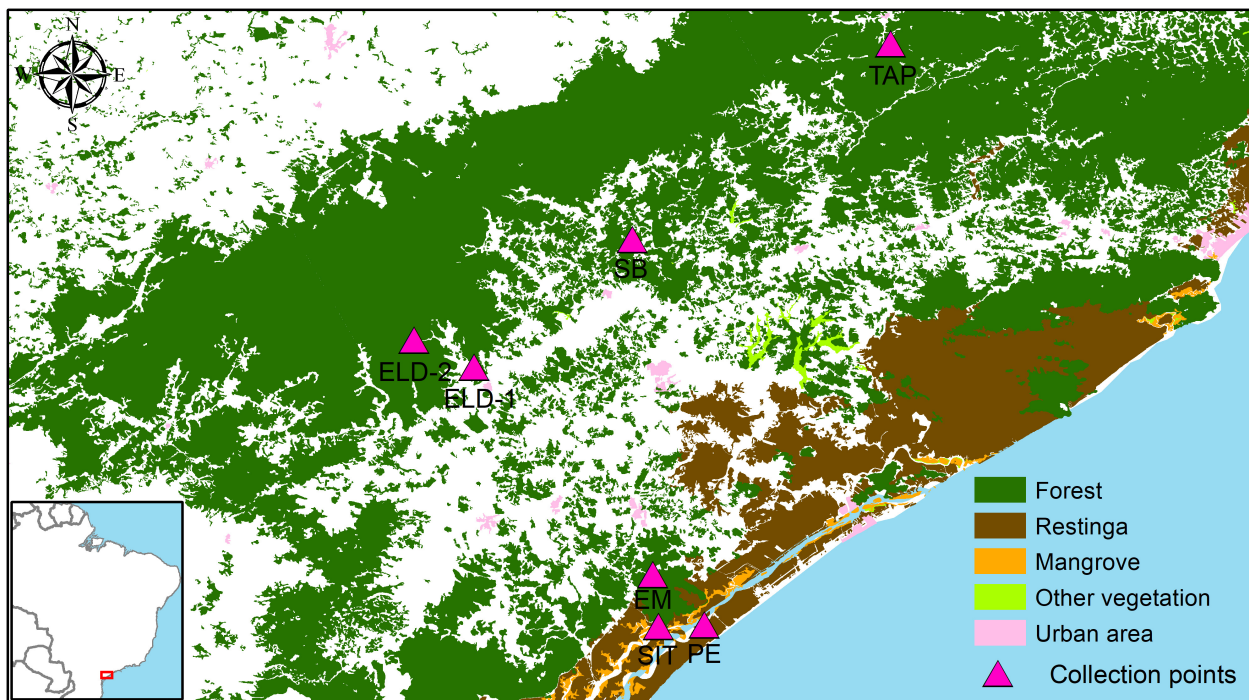 N
W
E
S
TAP
SB
ELD-2
ELD-1
EM
SIT
PE
Forest
Restinga
Mangrove
Other vegetation
Urban area
Collection points